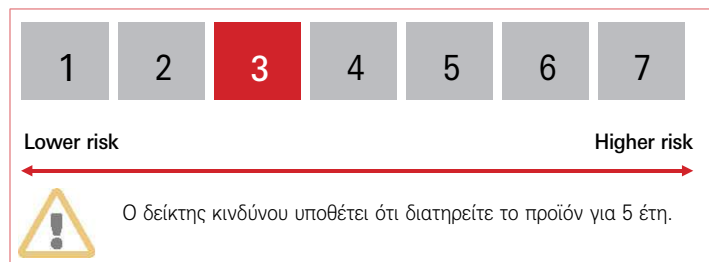 1 2 3 4 5 6 7
Lower risk Higher risk
Ο δείκτης κινδύνου υποθέτει ότι διατηρείτε το προϊόν για 5 έτη.